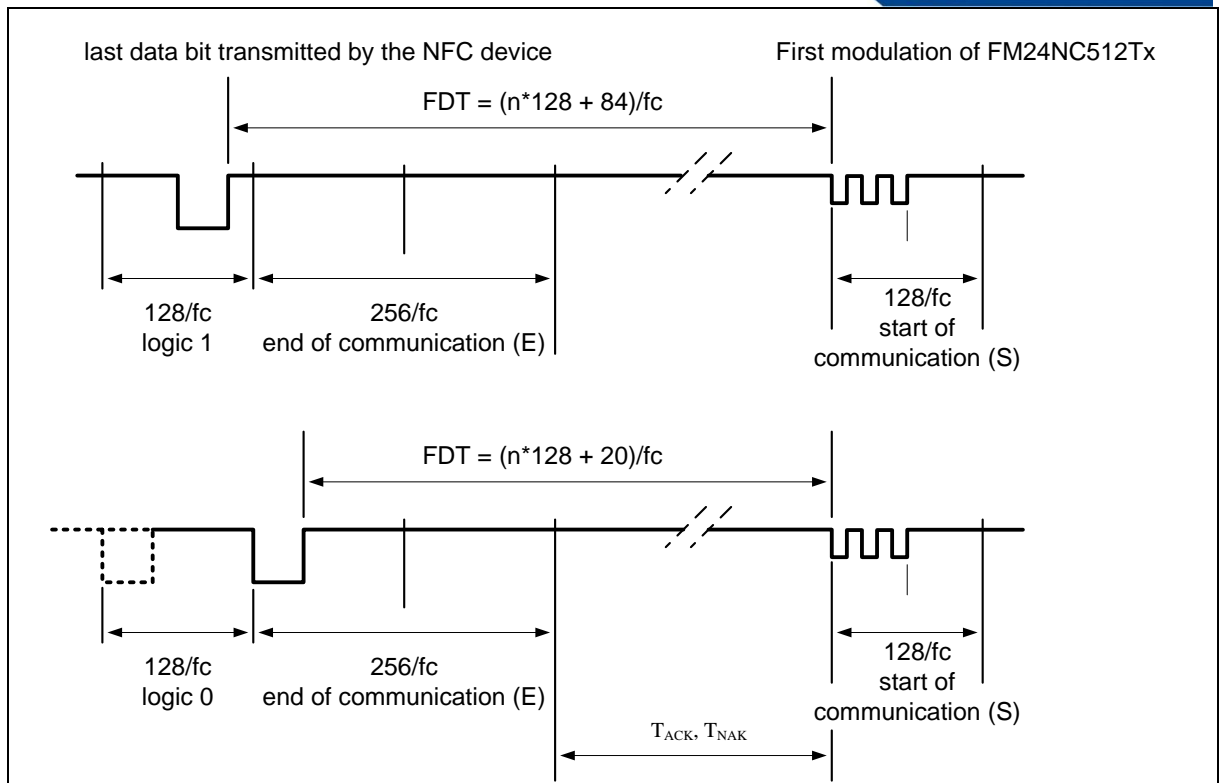 last data bit transmitted by the NFC device
First modulation of FM24NC512Tx
FDT = (n*128 + 84)/fc
128/fc
logic 1
256/fc
end of communication (E)
128/fc
start of
communication (S)
FDT = (n*128 + 20)/fc
128/fc
logic 0
256/fc
end of communication (E)
128/fc
start of
communication (S)
TACK, TNAK